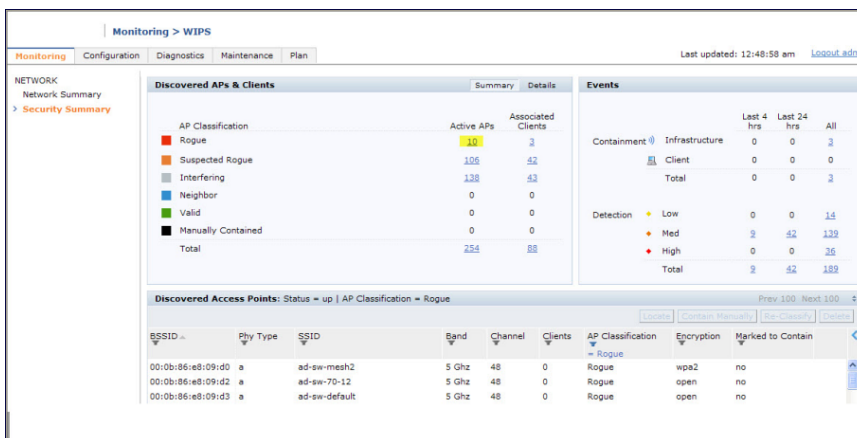 Monitoring > WIPS
Monitoring Configuration Diagnostics Maintenance Plan
Last updated: 12:48:58 am Logout adm
NETWORK
Network Summary
> Security Summary
Discovered APs & Clients Summary Details
AP Classification Active APs Associated Clients
Rogue 10 3
Suspected Rogue 106 42
Interfering 138 43
Neighbor 0 0
Valid 0 0
Manually Contained 0 0
Total 254 88
Events
Last 4 hrs Last 24 hrs All
Containment Infrastructure 0 0 3
Client 0 0 0
Total 0 0 3
Detection Low 0 0 14
Med 9 42 139
High 0 0 36
Total 9 42 189
Discovered Access Points: Status = up | AP Classification = Rogue Prev 100 Next 100
Locate Contain Manually Re-Classify Delete
BSSID Phy Type SSID Band Channel Clients AP Classification Encryption Marked to Contain
= Rogue
00:0b:86:e8:09:d0 a ad-sw-mesh2 5 Ghz 48 0 Rogue wpa2 no
00:0b:86:e8:09:d2 a ad-sw-70-12 5 Ghz 48 0 Rogue open no
00:0b:86:e8:09:d3 a ad-sw-default 5 Ghz 48 0 Rogue open no